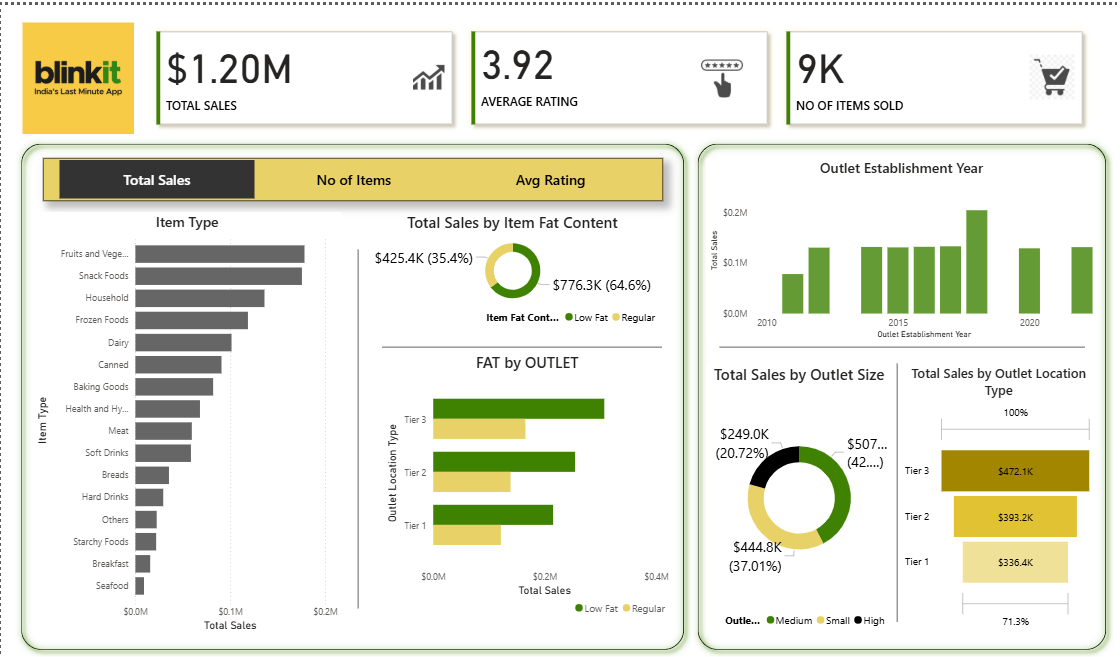 blinkit
India's Last Minute App
$1.20M
TOTAL SALES
3.92
AVERAGE RATING
9K
NO OF ITEMS SOLD
Total Sales
No of Items
Avg Rating
Item Type
Item Type
Fruits and Vege...
Snack Foods
Household
Frozen Foods
Dairy
Canned
Baking Goods
Health and Hy...
Meat
Soft Drinks
Breads
Hard Drinks
Others
Starchy Foods
Breakfast
Seafood
$0.0M
$0.1M
$0.2M
Total Sales
Total Sales by Item Fat Content
$425.4K (35.4%)
$776.3K (64.6%)
Item Fat Cont...
Low Fat
Regular
FAT by OUTLET
Outlet Location Type
Tier 3
Tier 2
Tier 1
$0.0M
$0.2M
$0.4M
Total Sales
Low Fat
Regular
Outlet Establishment Year
Total Sales
$0.2M
$0.1M
$0.0M
2010
2015
2020
Outlet Establishment Year
Total Sales by Outlet Size
$249.0K
(20.72%)
$507...
(42....)
$444.8K
(37.01%)
Outle...
Medium
Small
High
Total Sales by Outlet Location
Type
100%
Tier 3
$472.1K
Tier 2
$393.2K
Tier 1
$336.4K
71.3%